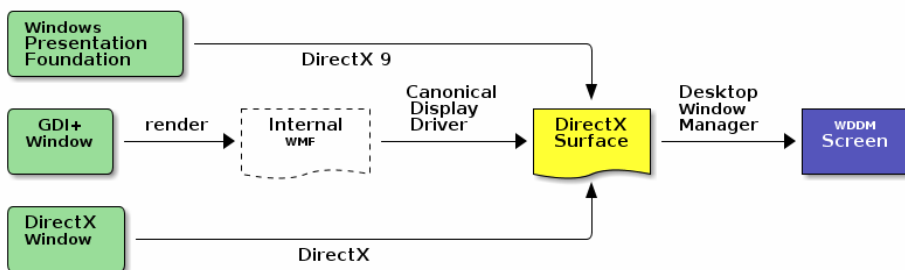 Windows
Presentation
Foundation
DirectX 9
GDI+
Window
render
Internal
WMF
Canonical
Display
Driver
DirectX
Surface
Desktop
Window
Manager
WDDM
Screen
DirectX
Window
DirectX